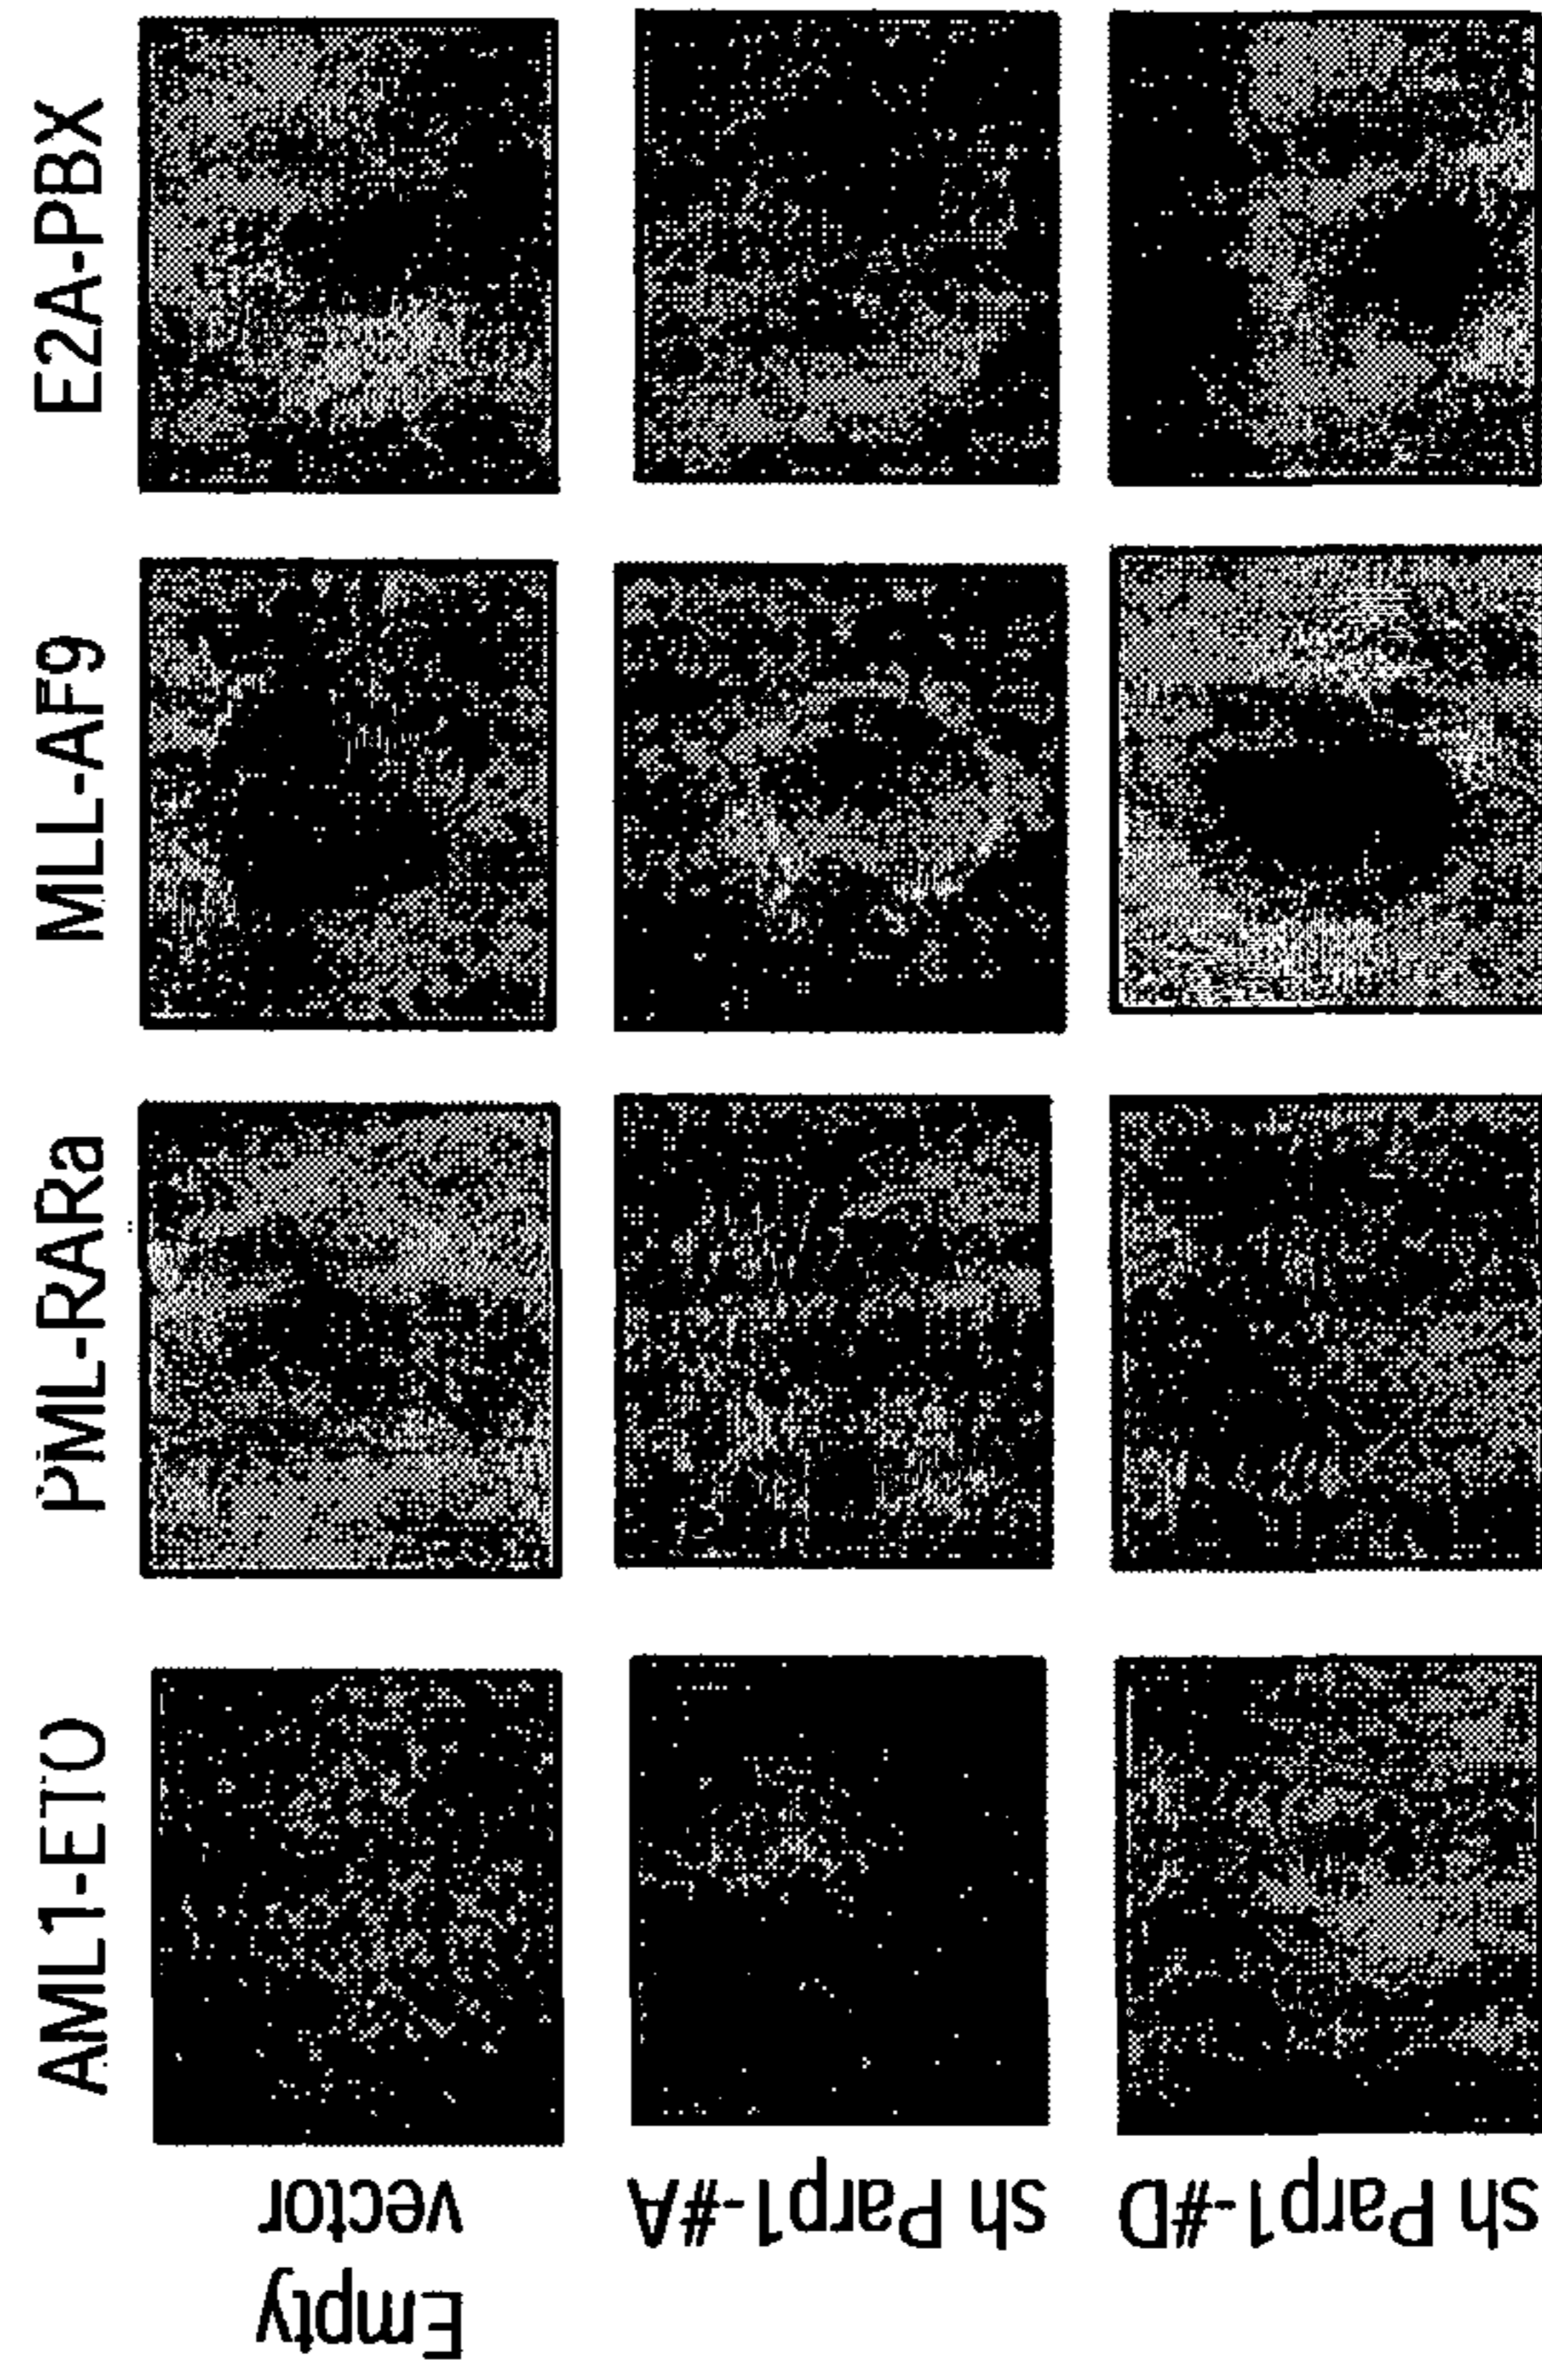 AML1-ETO
PML-RARa
MLL-AF9
E2A-PBX
Empty
vector
sh Parp1-#A
sh Parp1-#D